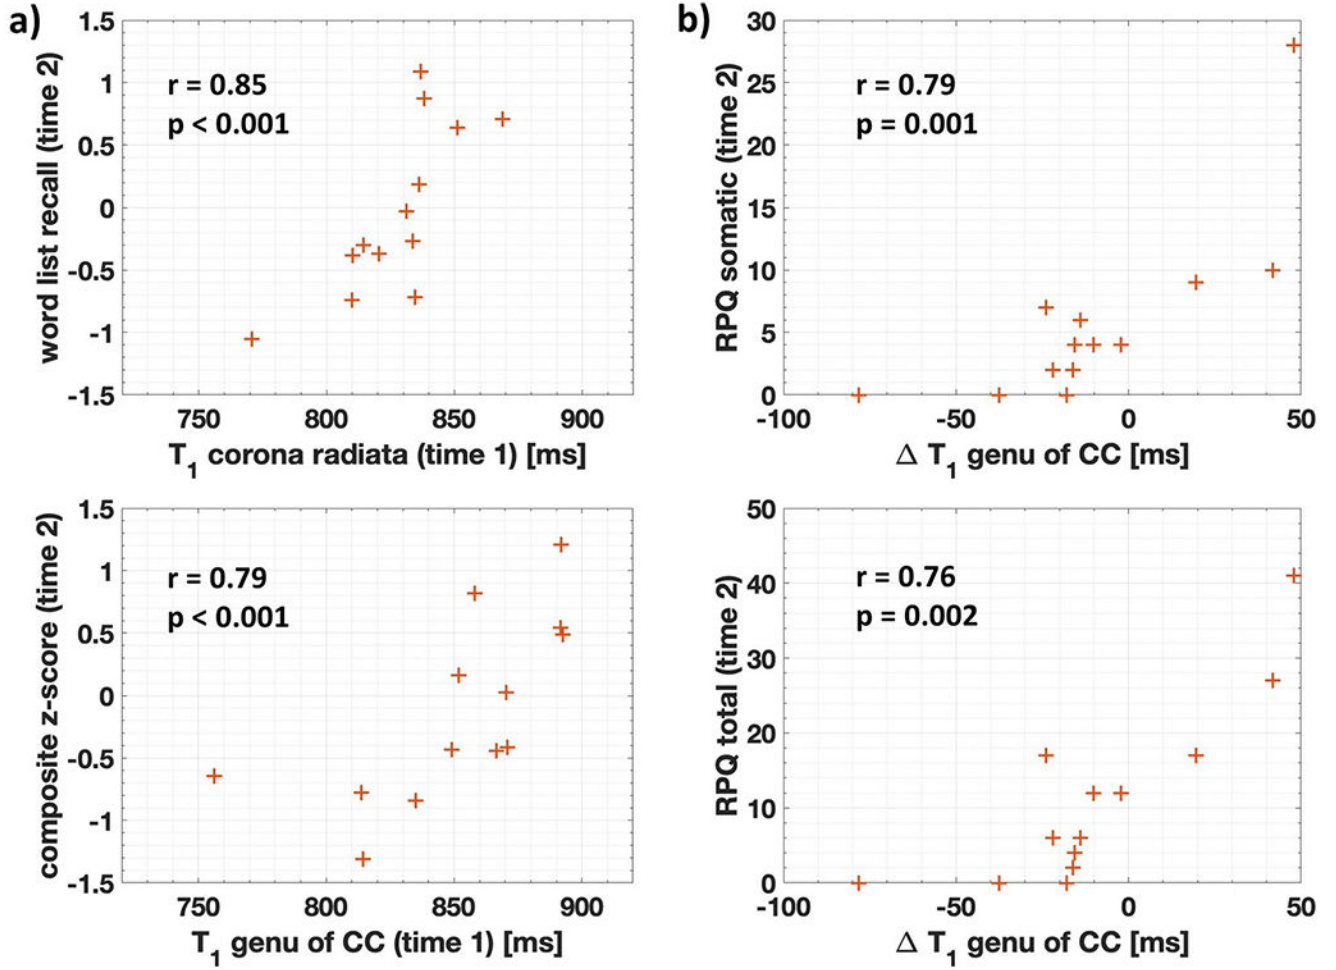 a)
1.5
1
0.5
0
-0.5
-1
-1.5
word list recall (time 2)
r = 0.85
p < 0.001
750 800 850 900
T1 corona radiata (time 1) [ms]
b)
30
25
20
15
10
5
0
RPQ somatic (time 2)
r = 0.79
p = 0.001
-100 -50 0 50
Δ T1 genu of CC [ms]
1.5
1
0.5
0
-0.5
-1
-1.5
composite z-score (time 2)
r = 0.79
p < 0.001
750 800 850 900
T1 genu of CC (time 1) [ms]
50
40
30
20
10
0
RPQ total (time 2)
r = 0.76
p = 0.002
-100 -50 0 50
Δ T1 genu of CC [ms]